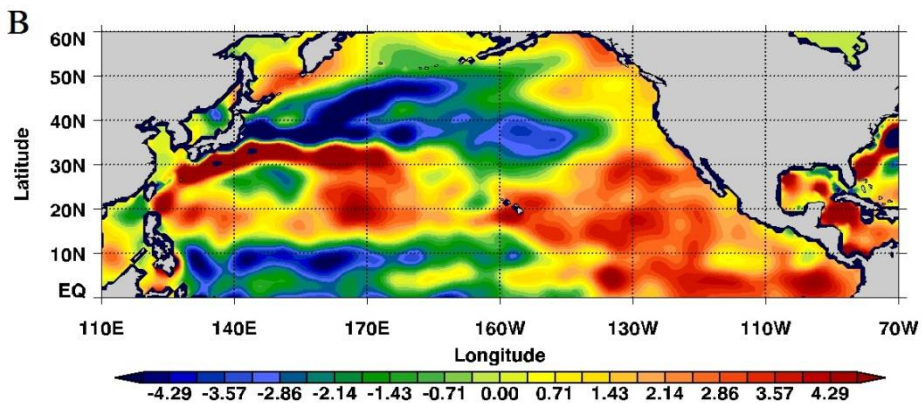 B
60N
50N
40N
30N
20N
10N
EQ
Latitude
110E 140E 170E 160W 130W 110W 70W
Longitude
-4.29 -3.57 -2.86 -2.14 -1.43 -0.71 0.00 0.71 1.43 2.14 2.86 3.57 4.29